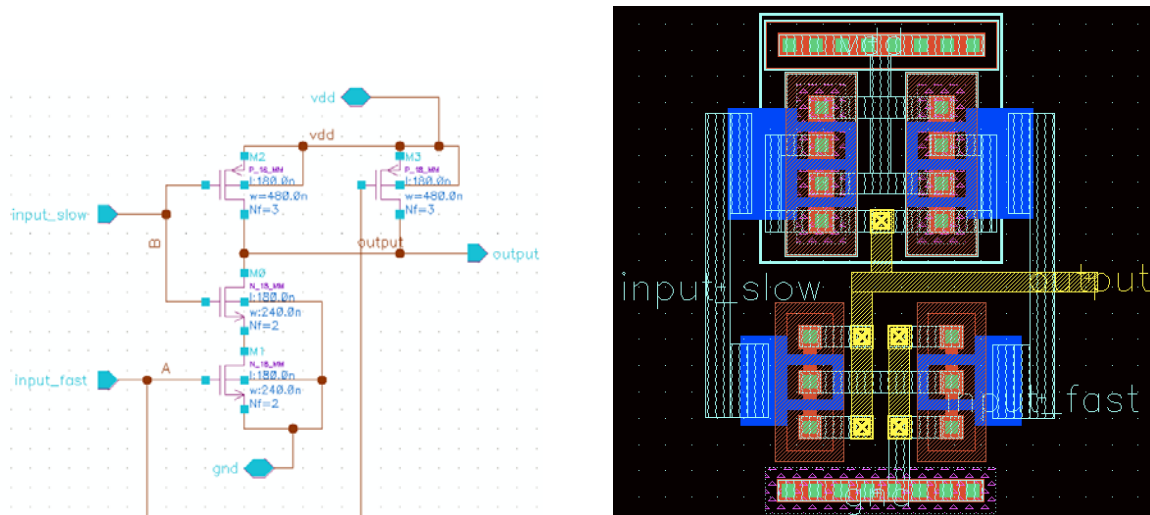 vdd
vdd
M2
P_18_MM
l:180.0n
w=480.0n
Nf=3
M3
P_18_MM
l:180.0n
w=480.0n
Nf=3
input_slow
B
output
output
M0
N_18_MM
l:180.0n
w:240.0n
Nf=2
M1
N_18_MM
l:180.0n
w:240.0n
Nf=2
A
input_fast
gnd
vdd
input_slow
output
input_fast
gnd